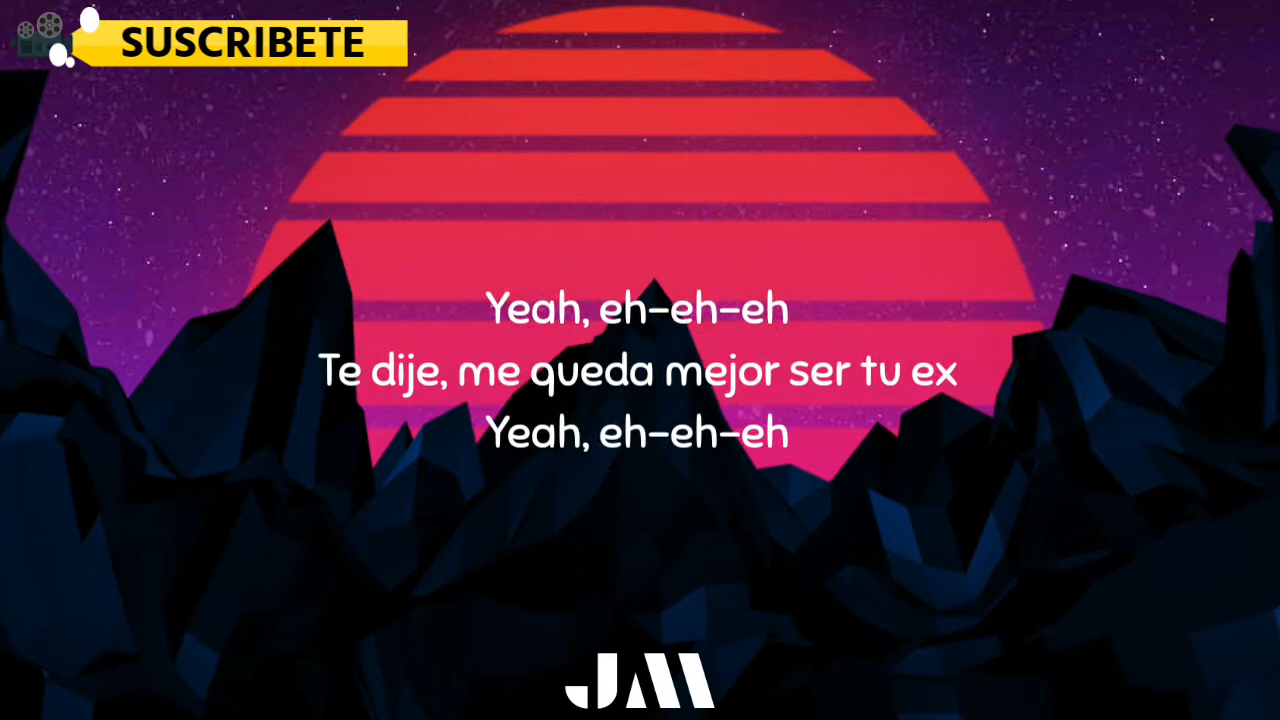 SUSCRIBETE
Yeah, eh-eh-eh
Te dije, me queda mejor ser tu ex
Yeah, eh-eh-eh
JM